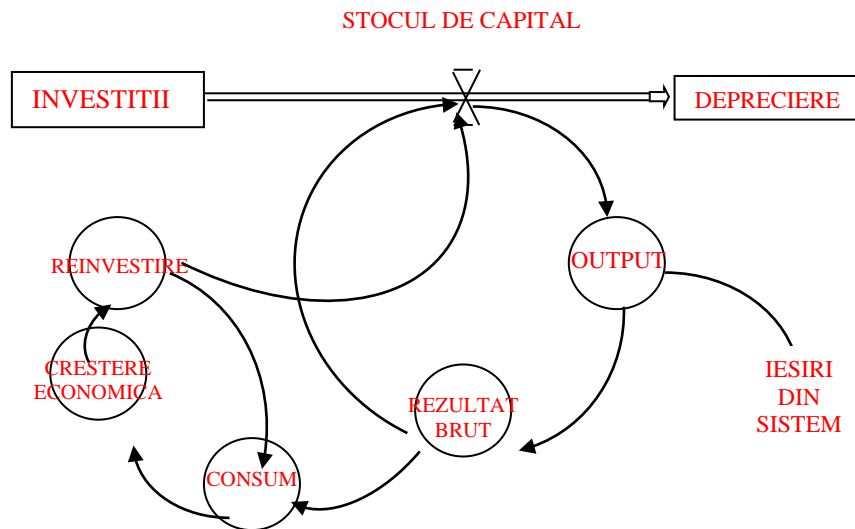 STOCUL DE CAPITAL
INVESTITII
DEPRECIERE
REINVESTIRE
OUTPUT
CRESTERE
ECONOMICA
IESIRI
DIN
SISTEM
REZULTAT
BRUT
CONSUM